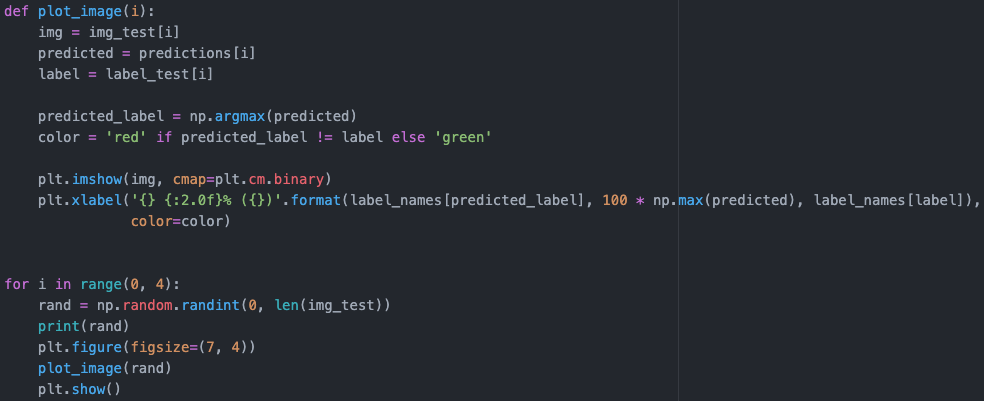 def plot_image(i):
    img = img_test[i]
    predicted = predictions[i]
    label = label_test[i]

    predicted_label = np.argmax(predicted)
    color = 'red' if predicted_label != label else 'green'

    plt.imshow(img, cmap=plt.cm.binary)
    plt.xlabel('{} {:2.0f}% ({})'.format(label_names[predicted_label], 100 * np.max(predicted), label_names[label]),
               color=color)


for i in range(0, 4):
    rand = np.random.randint(0, len(img_test))
    print(rand)
    plt.figure(figsize=(7, 4))
    plot_image(rand)
    plt.show()